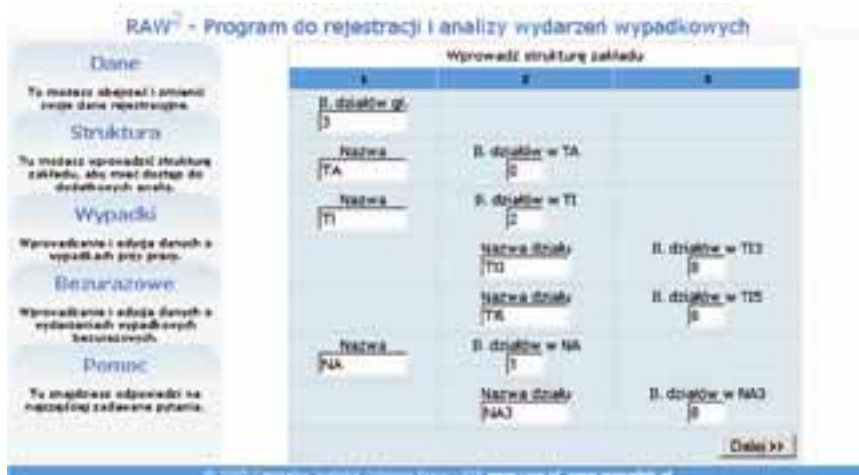 RAW² - Program do rejestracji i analizy wydarzeń wypadkowych
Dane
Tu możesz obejrzeć i zmienić
swoje dane rejestracyjne.
Struktura
Tu możesz wprowadzić strukturę
zakładu, aby mieć dostęp do
dodatkowych analiz.
Wypadki
Wprowadzanie i edycja danych o
wypadkach przy pracy.
Bezurazowe
Wprowadzanie i edycja danych o
wydarzeniach wypadkowych
bezurazowych.
Pomoc
Tu znajdziesz odpowiedzi na
najczęściej zadawane pytania.
Wprowadź strukturę zakładu
1 2 3
Il. działów gł.
3
Nazwa Il. działów w TA
TA 0
Nazwa Il. działów w TI
TI 2
Nazwa działu Il. działów w TI3
TI3 0
Nazwa działu Il. działów w TI5
0
Nazwa Il. działów w NA
NA 1
Nazwa działu Il. działów w NA3
NA3 0
Dalej >>